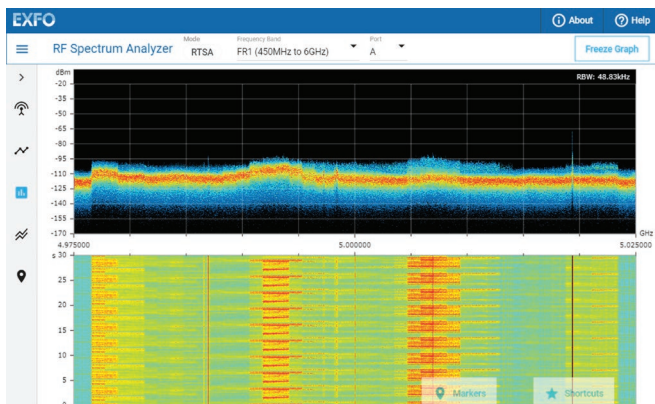 EXFO
About
Help
RF Spectrum Analyzer
Mode
RTSA
Frequency Band
FR1 (450MHz to 6GHz)
Port
A
Freeze Graph
dBm
RBW: 48.83kHz
-20
-35
-50
-65
-80
-95
-110
-125
-140
-155
-170
GHz
4.975000
5.000000
5.025000
s 30
25
20
15
10
5
0
Markers
Shortcuts